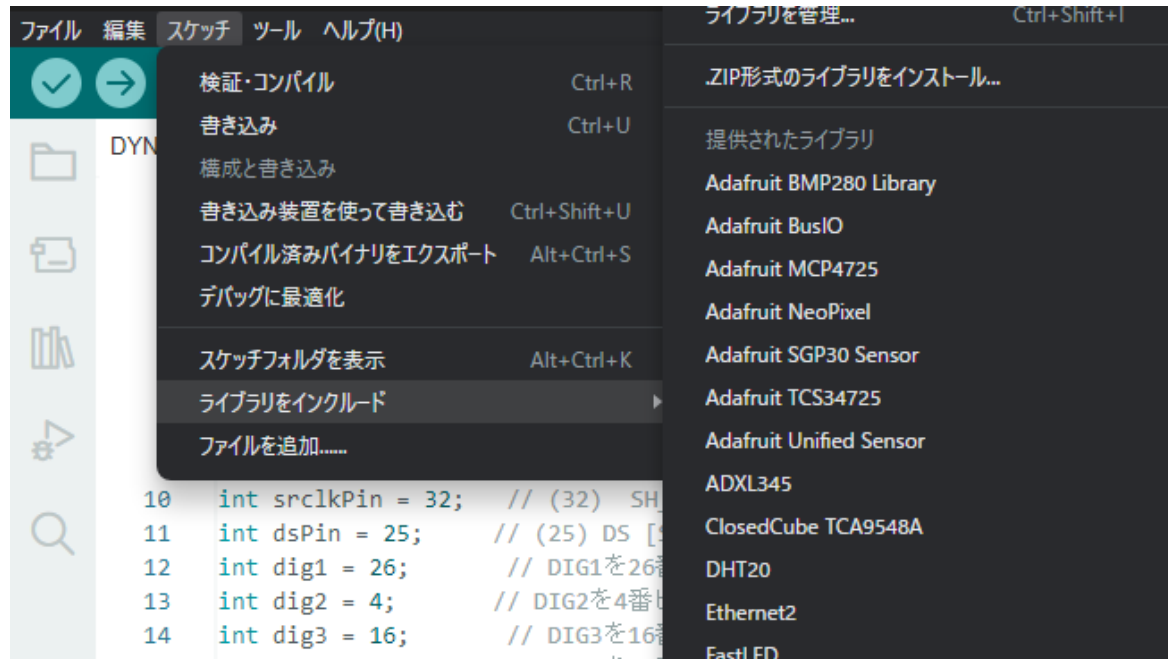 ファイル 編集 スケッチ ツール ヘルプ(H)
検証・コンパイル Ctrl+R
書き込み Ctrl+U
構成と書き込み
書き込み装置を使って書き込む Ctrl+Shift+U
コンパイル済みバイナリをエクスポート Alt+Ctrl+S
デバッグに最適化
スケッチフォルダを表示 Alt+Ctrl+K
ライブラリをインクルード
ファイルを追加......
ライブラリを管理... Ctrl+Shift+I
.ZIP形式のライブラリをインストール...
提供されたライブラリ
Adafruit BMP280 Library
Adafruit BusIO
Adafruit MCP4725
Adafruit NeoPixel
Adafruit SGP30 Sensor
Adafruit TCS34725
Adafruit Unified Sensor
ADXL345
ClosedCube TCA9548A
DHT20
Ethernet2
FastLED
DYN
10 int srclkPin = 32; // (32) SH_
11 int dsPin = 25; // (25) DS [
12 int dig1 = 26; // DIG1を26
13 int dig2 = 4; // DIG2を4番
14 int dig3 = 16; // DIG3を16